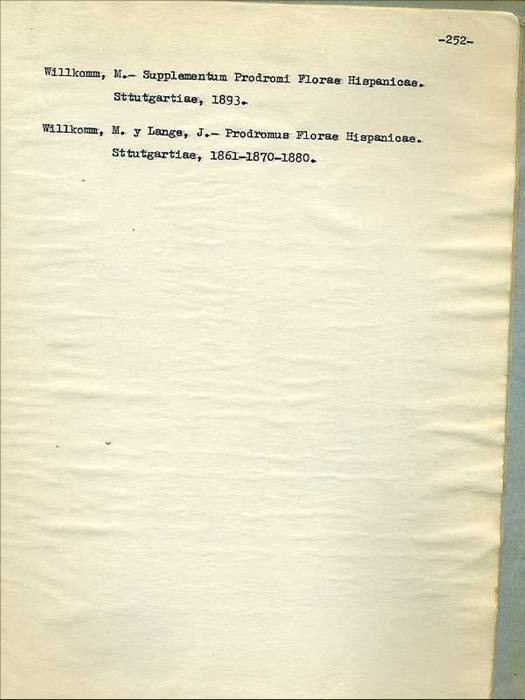 -252-
Willkomm, M.- Supplementum Prodromi Florae Hispanicae.
Sttutgartiae, 1893.
Willkomm, M. y Lange, J.- Prodromus Florae Hispanicae.
Sttutgartiae, 1861-1870-1880.